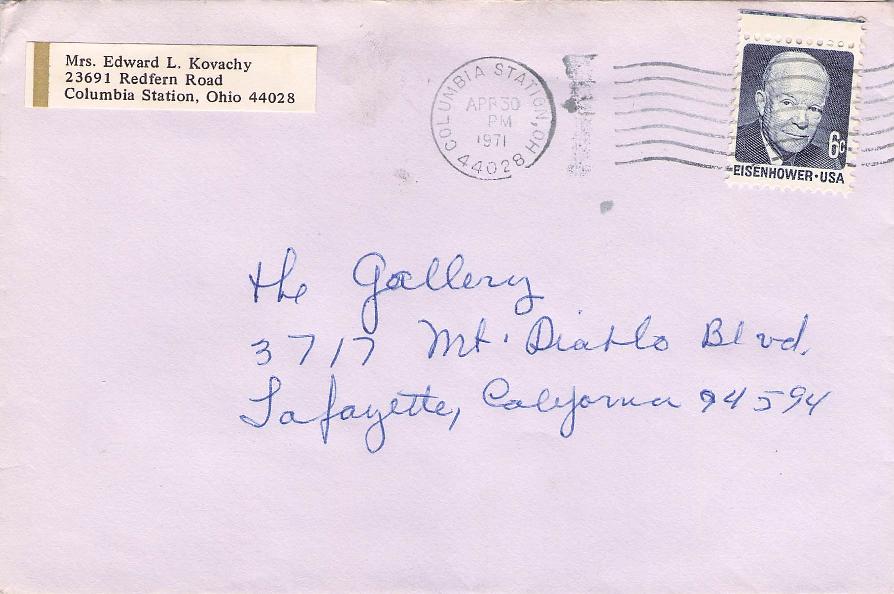 Mrs. Edward L. Kovachy
23691 Redfern Road
Columbia Station, Ohio 44028
COLUMBIA STATION, OH
APR 30
PM
1971
44028
6c
EISENHOWER·USA
the Gallery
3717 Mt. Diablo Blvd.
Lafayette, California 94594